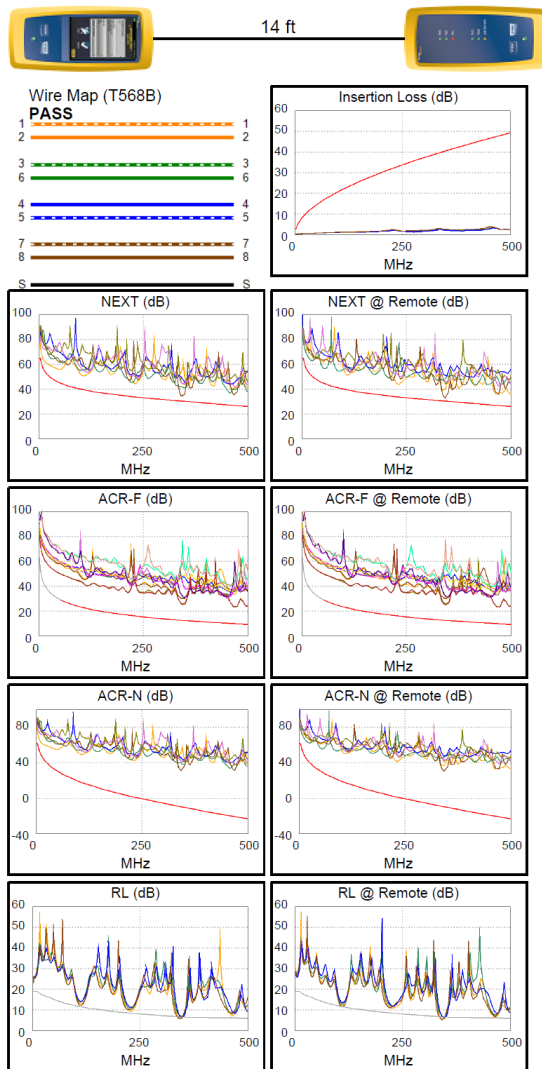 14 ft
Wire Map (T568B)
PASS
1 1
2 2
3 3
6 6
4 4
5 5
7 7
8 8
S S
Insertion Loss (dB)
60
50
40
30
20
10
0
0 250 500
MHz
NEXT (dB)
100
80
60
40
20
0
0 250 500
MHz
NEXT @ Remote (dB)
100
80
60
40
20
0
0 250 500
MHz
ACR-F (dB)
100
80
60
40
20
0
0 250 500
MHz
ACR-F @ Remote (dB)
100
80
60
40
20
0
0 250 500
MHz
ACR-N (dB)
80
40
0
-40
0 250 500
MHz
ACR-N @ Remote (dB)
80
40
0
-40
0 250 500
MHz
RL (dB)
60
50
40
30
20
10
0
0 250 500
MHz
RL @ Remote (dB)
60
50
40
30
20
10
0
0 250 500
MHz